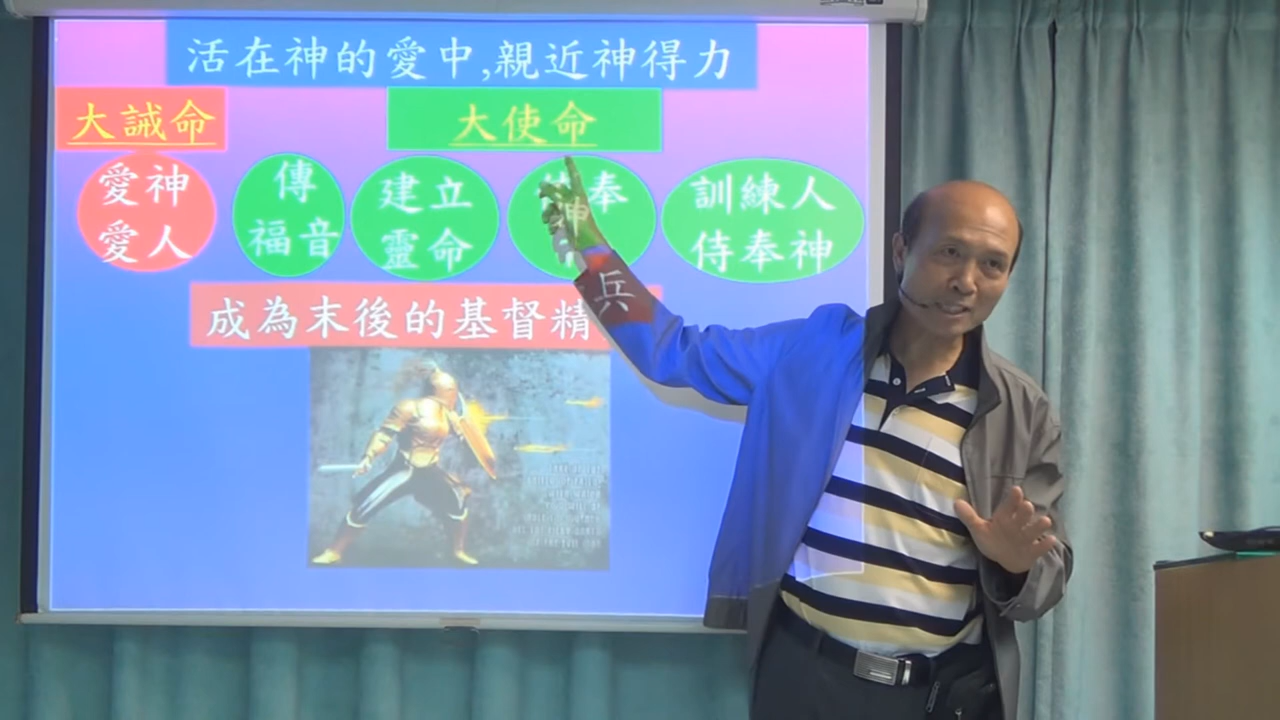 活在神的愛中,親近神得力
大誡命
大使命
愛神
愛人
傳
福音
建立
靈命
奉
神
訓練人
侍奉神
成為末後的基督精兵